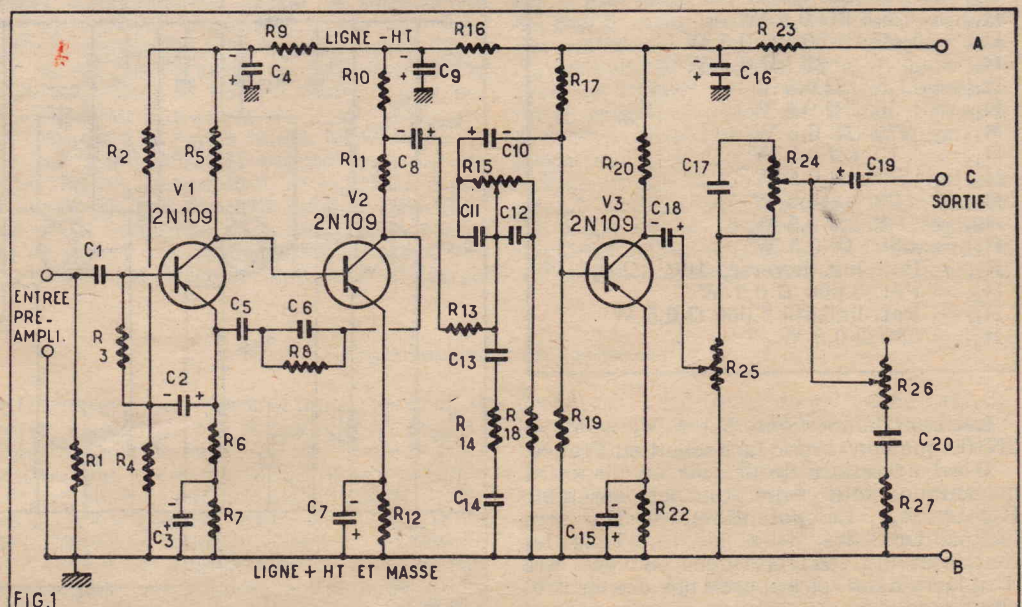 R9
LIGNE -HT
R16
R 23
A
C4
C9
C16
R10
R17
R2
R5
C8
C10
R20
C17
R24
C19
R11
R15
C
SORTIE
V1
2N109
V2
2N109
C11
C12
V3
2N109
C18
C1
ENTREE
PRE-
AMPLI.
C5
C6
R13
R
3
R8
C13
R25
R26
C2
R6
R
14
R
18
R19
C20
R1
R4
R7
C3
C7
R12
C14
C15
R22
R27
LIGNE + HT ET MASSE
B
FIG.1